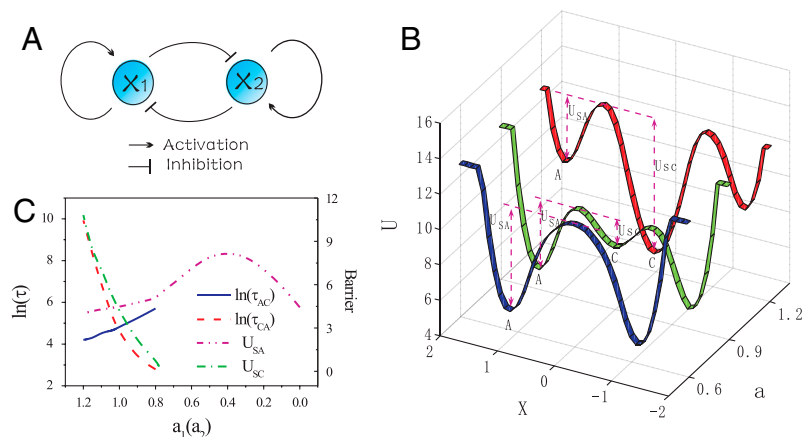 A
X1
X2
Activation
Inhibition
B
16
14
12
10
8
6
4
U
2
1
0
-1
-2
X
0.6
0.9
1.2
a
USA
USA
USA
Usc
Usc
A
A
A
C
C
C
10
8
6
4
2
ln(τ)
12
9
6
3
0
Barrier
ln(τAC)
ln(τCA)
USA
USC
1.2 1.0 0.8 0.6 0.4 0.2 0.0
a1(a2)